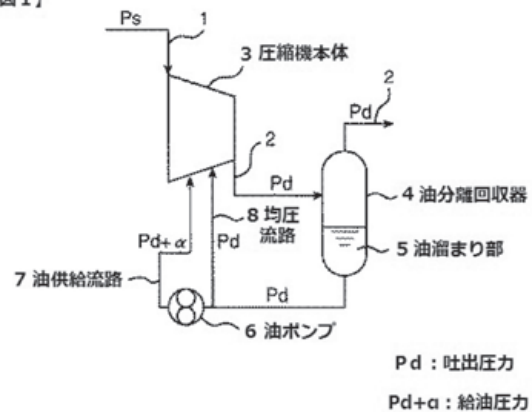 図1】
Ps
1
3 圧縮機本体
2
Pd
2
Pd
4 油分離回収器
8 均圧
流路
Pd+α
Pd
5 油溜まり部
7 油供給流路
Pd
6 油ポンプ
Pd：吐出圧力
Pd+α：給油圧力